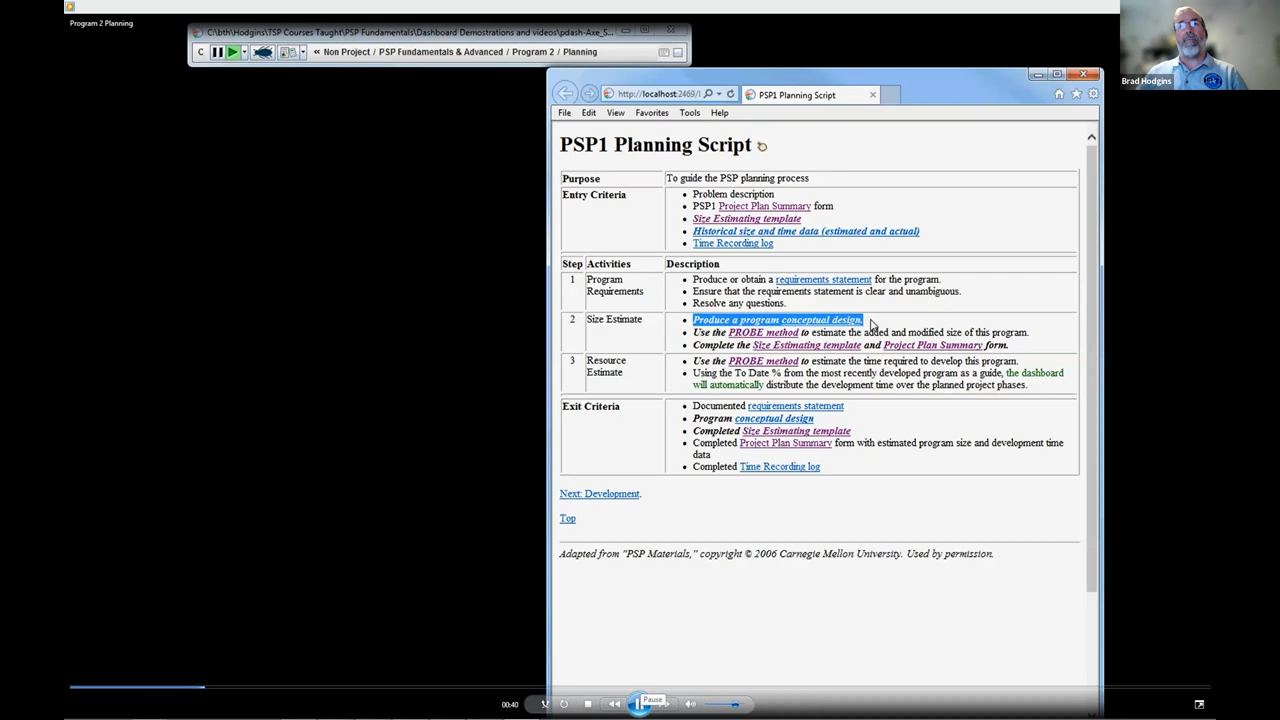 Program 2 Planning
C:\bth\Hodgins\TSP Courses Taught\PSP Fundamentals\Dashboard Demostrations and videos\pdash-Axe_S...
C
« Non Project / PSP Fundamentals & Advanced / Program 2 / Planning
Brad Hodgins
http://localhost:2469/
PSP1 Planning Script
File Edit View Favorites Tools Help
PSP1 Planning Script
Purpose To guide the PSP planning process
Entry Criteria
• Problem description
• PSP1 Project Plan Summary form
• Size Estimating template
• Historical size and time data (estimated and actual)
• Time Recording log
Step Activities Description
1 Program Requirements
• Produce or obtain a requirements statement for the program.
• Ensure that the requirements statement is clear and unambiguous.
• Resolve any questions.
2 Size Estimate
• Produce a program conceptual design.
• Use the PROBE method to estimate the added and modified size of this program.
• Complete the Size Estimating template and Project Plan Summary form.
3 Resource Estimate
• Use the PROBE method to estimate the time required to develop this program.
• Using the To Date % from the most recently developed program as a guide, the dashboard
will automatically distribute the development time over the planned project phases.
Exit Criteria
• Documented requirements statement
• Program conceptual design
• Completed Size Estimating template
• Completed Project Plan Summary form with estimated program size and development time
data
• Completed Time Recording log
Next: Development.
Top
Adapted from "PSP Materials," copyright © 2006 Carnegie Mellon University. Used by permission.
00:40
Pause